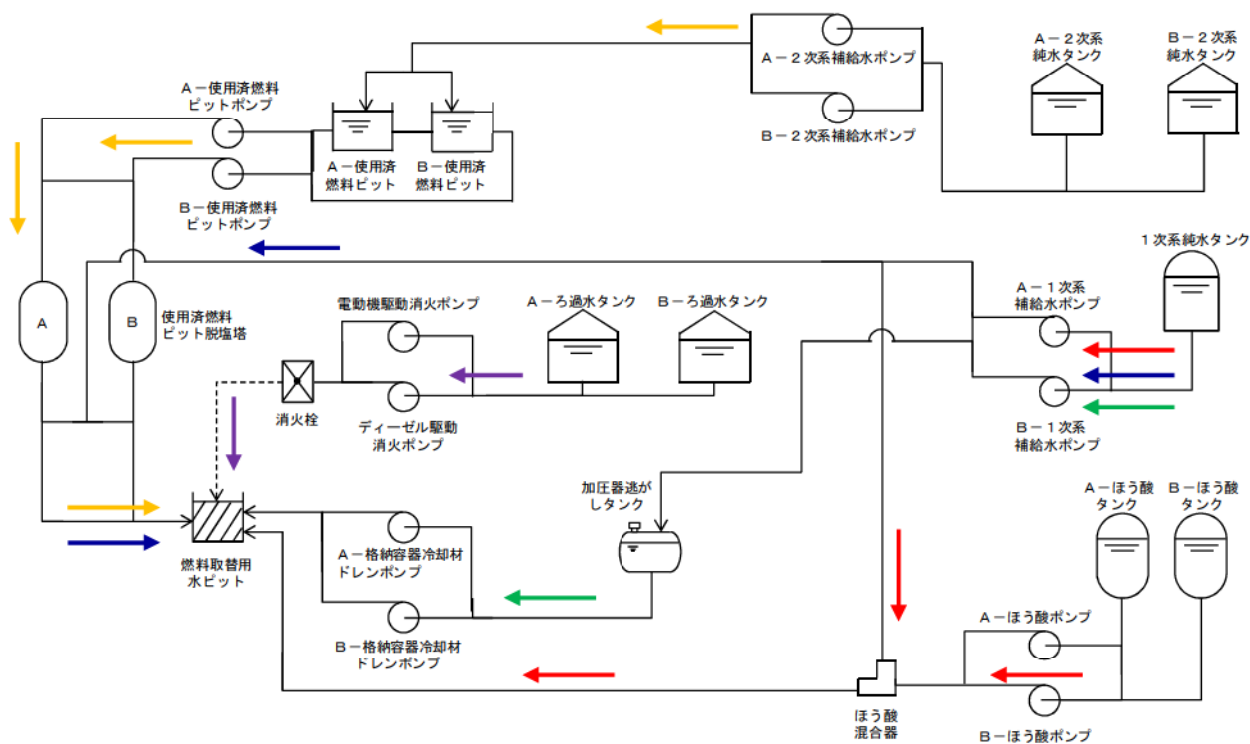 A-2次系
純水タンク
B-2次系
純水タンク
A-2次系補給水ポンプ
B-2次系補給水ポンプ
A-使用済燃料
ピットポンプ
A-使用済
燃料ピット
B-使用済
燃料ピット
B-使用済燃料
ピットポンプ
1次系純水タンク
A-1次系
補給水ポンプ
B-1次系
補給水ポンプ
A
B
使用済燃料
ピット脱塩塔
電動機駆動消火ポンプ
A-ろ過水タンク
B-ろ過水タンク
消火栓
ディーゼル駆動
消火ポンプ
加圧器逃が
しタンク
A-ほう酸
タンク
B-ほう酸
タンク
燃料取替用
水ピット
A-格納容器冷却材
ドレンポンプ
B-格納容器冷却材
ドレンポンプ
A-ほう酸ポンプ
ほう酸
混合器
B-ほう酸ポンプ